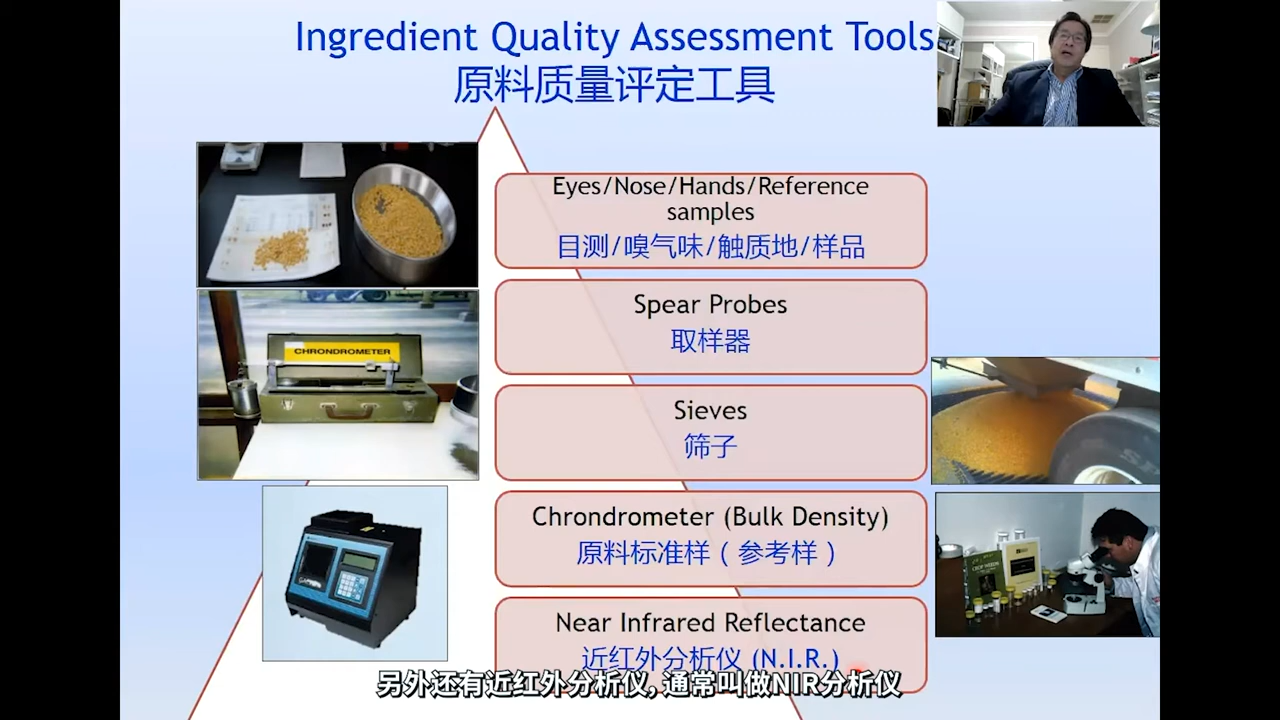 Ingredient Quality Assessment Tools
原料质量评定工具
Eyes/Nose/Hands/Reference
samples
目测/嗅气味/触质地/样品
CHRONDROMETER
Spear Probes
取样器
Sieves
筛子
Chrondrometer (Bulk Density)
原料标准样（参考样）
Near Infrared Reflectance
近红外分析仪 (N.I.R.)
另外还有近红外分析仪, 通常叫做NIR分析仪